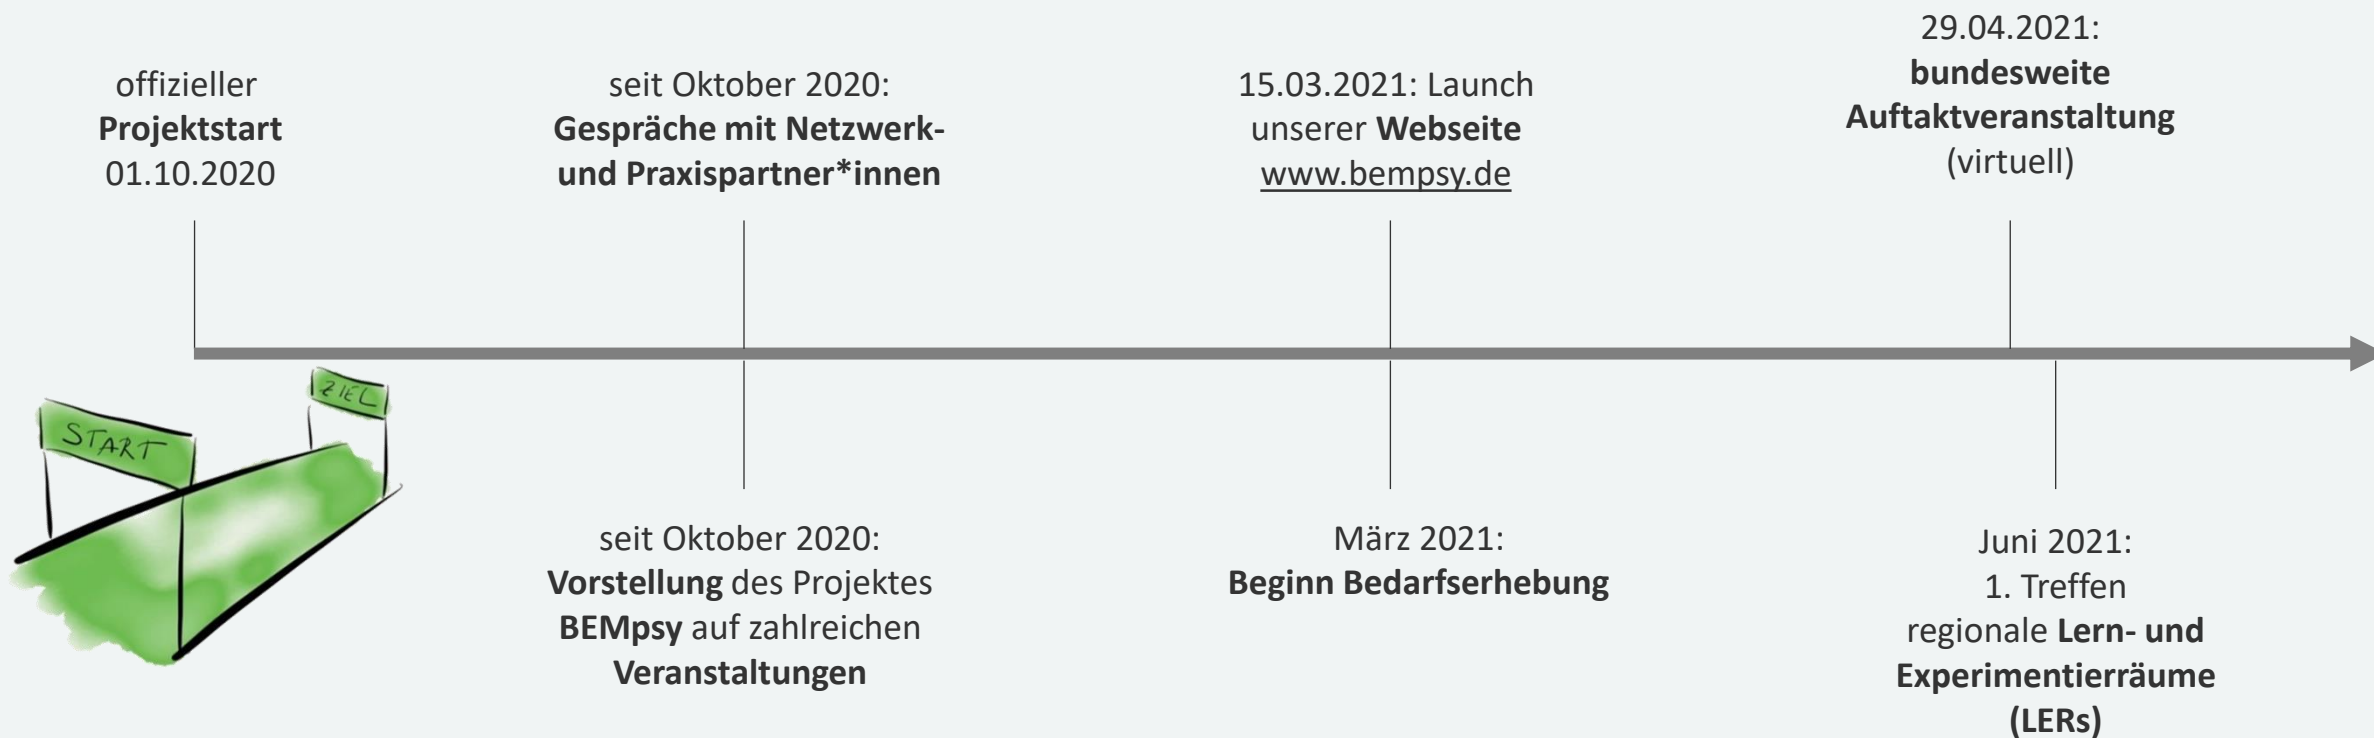 offizieller
Projektstart
01.10.2020
seit Oktober 2020:
Gespräche mit Netzwerk-
und Praxispartner*innen
15.03.2021: Launch
unserer Webseite
www.bempsy.de
29.04.2021:
bundesweite
Auftaktveranstaltung
(virtuell)
START
ZIEL
seit Oktober 2020:
Vorstellung des Projektes
BEMpsy auf zahlreichen
Veranstaltungen
März 2021:
Beginn Bedarfserhebung
Juni 2021:
1. Treffen
regionale Lern- und
Experimentierräume
(LERs)